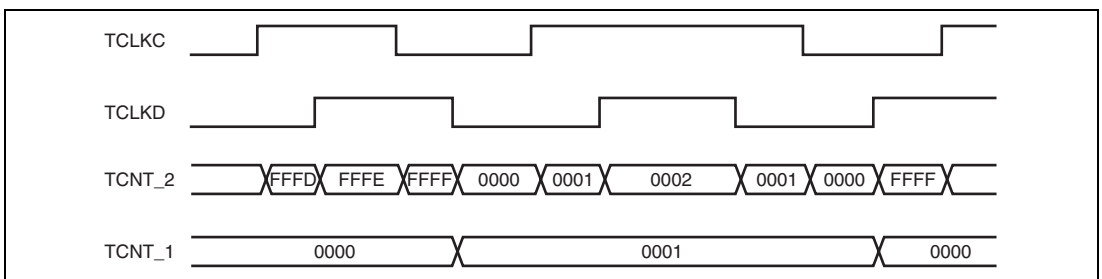 TCLKC
TCLKD
TCNT_2 FFFD FFFE FFFF 0000 0001 0002 0001 0000 FFFF
TCNT_1 0000 0001 0000